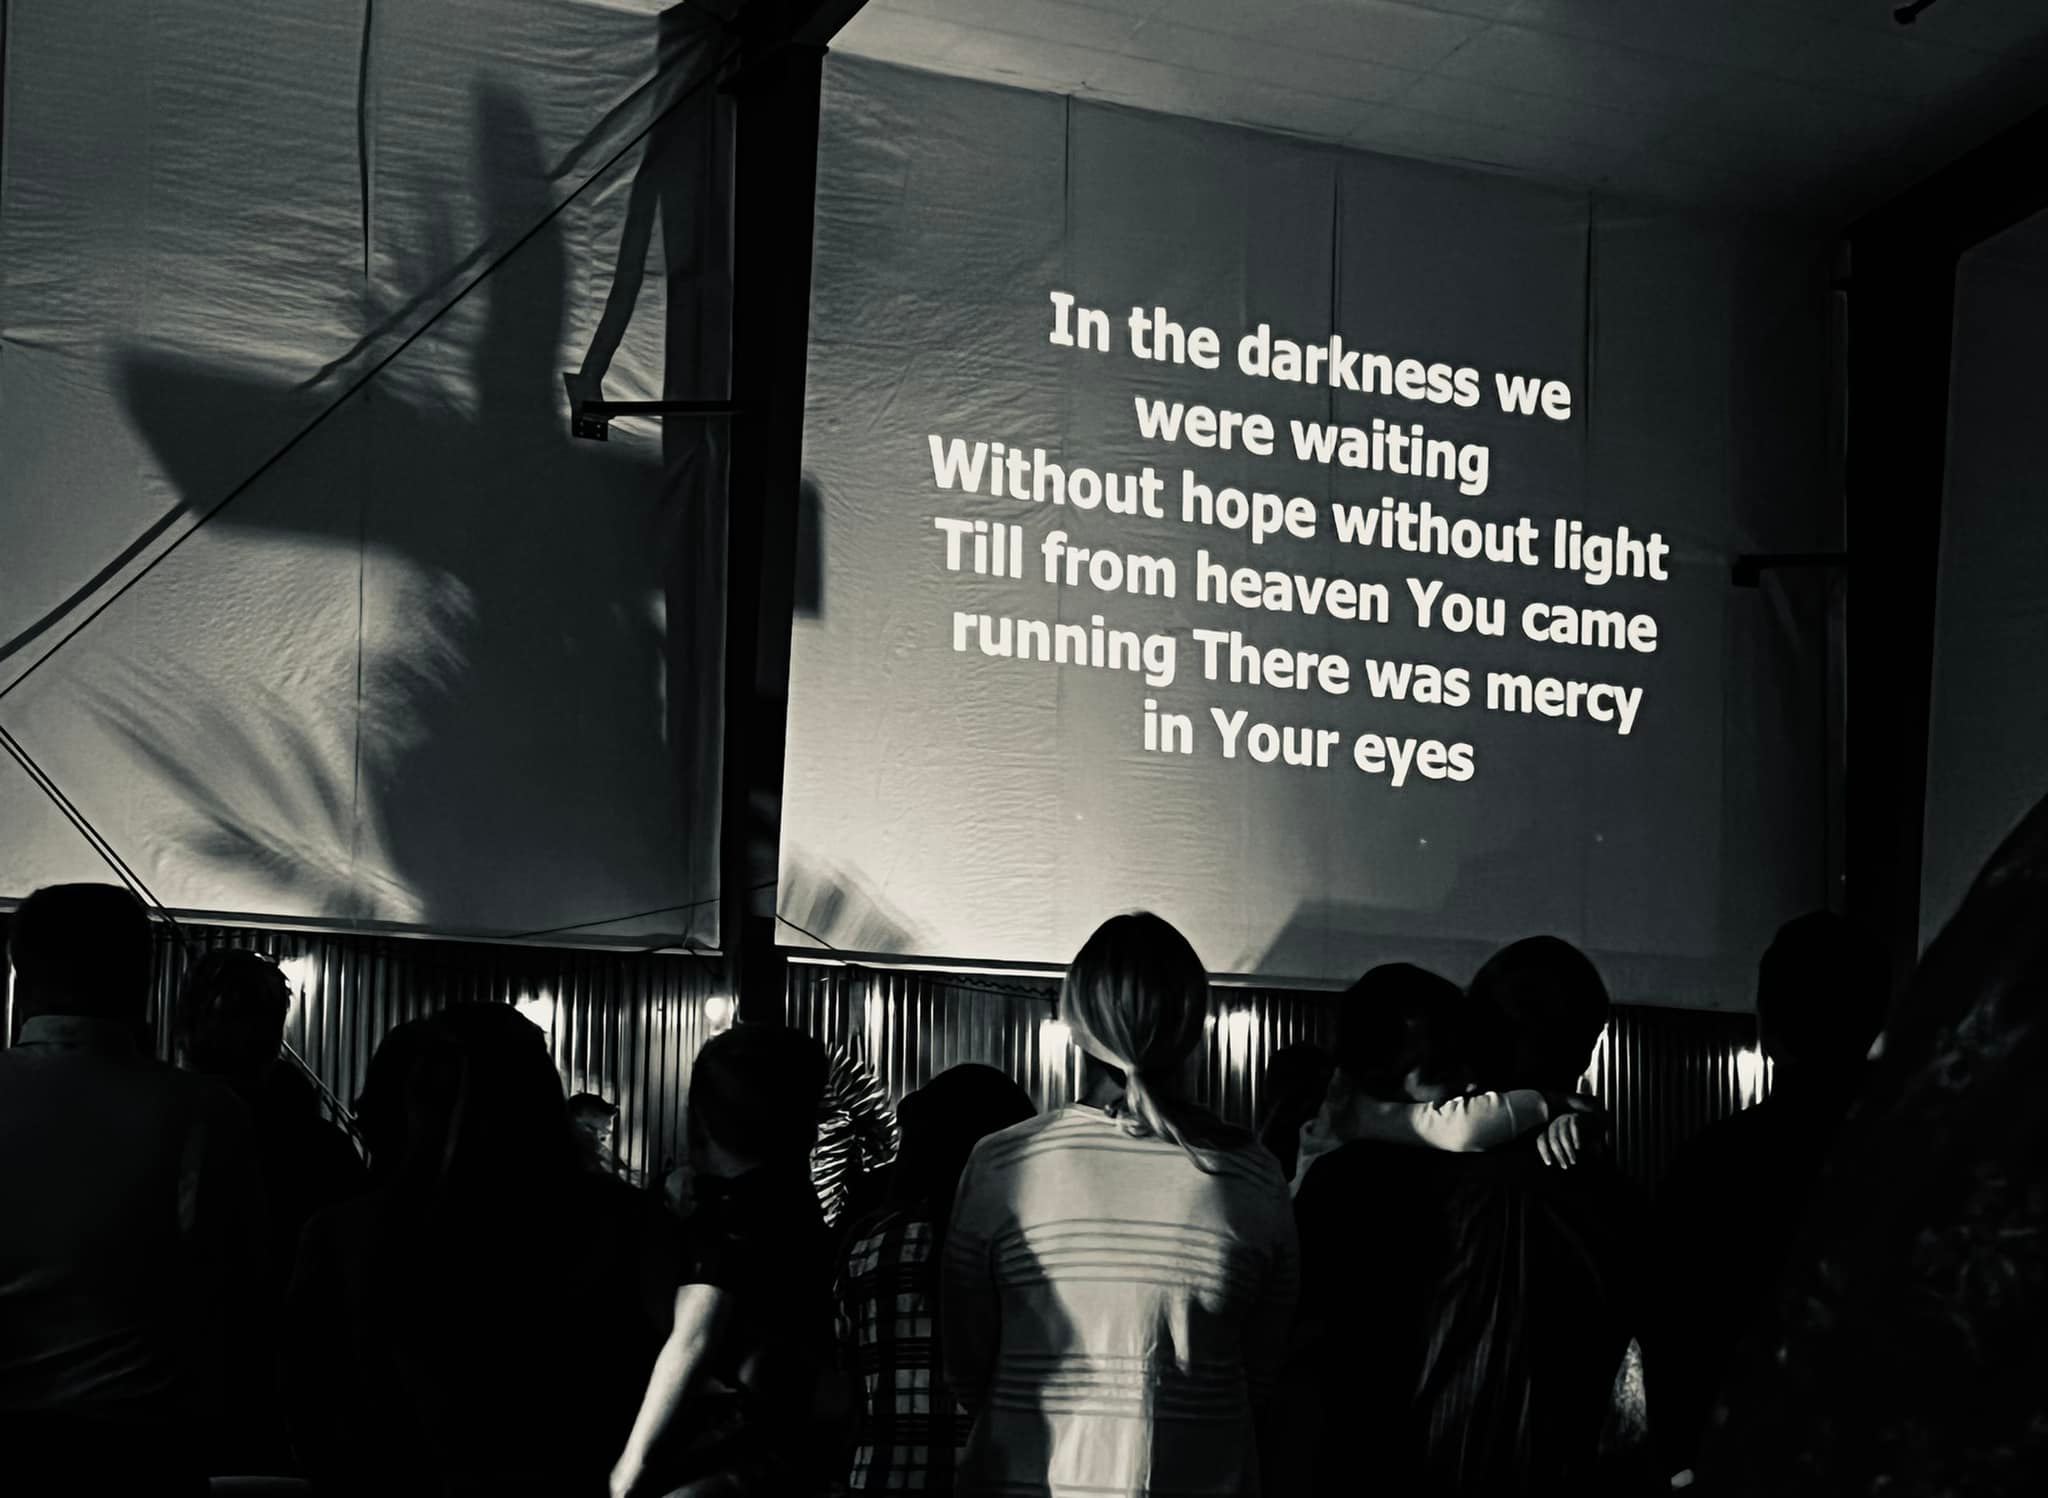 In the darkness we
were waiting
Without hope without light
Till from heaven You came
running There was mercy
in Your eyes